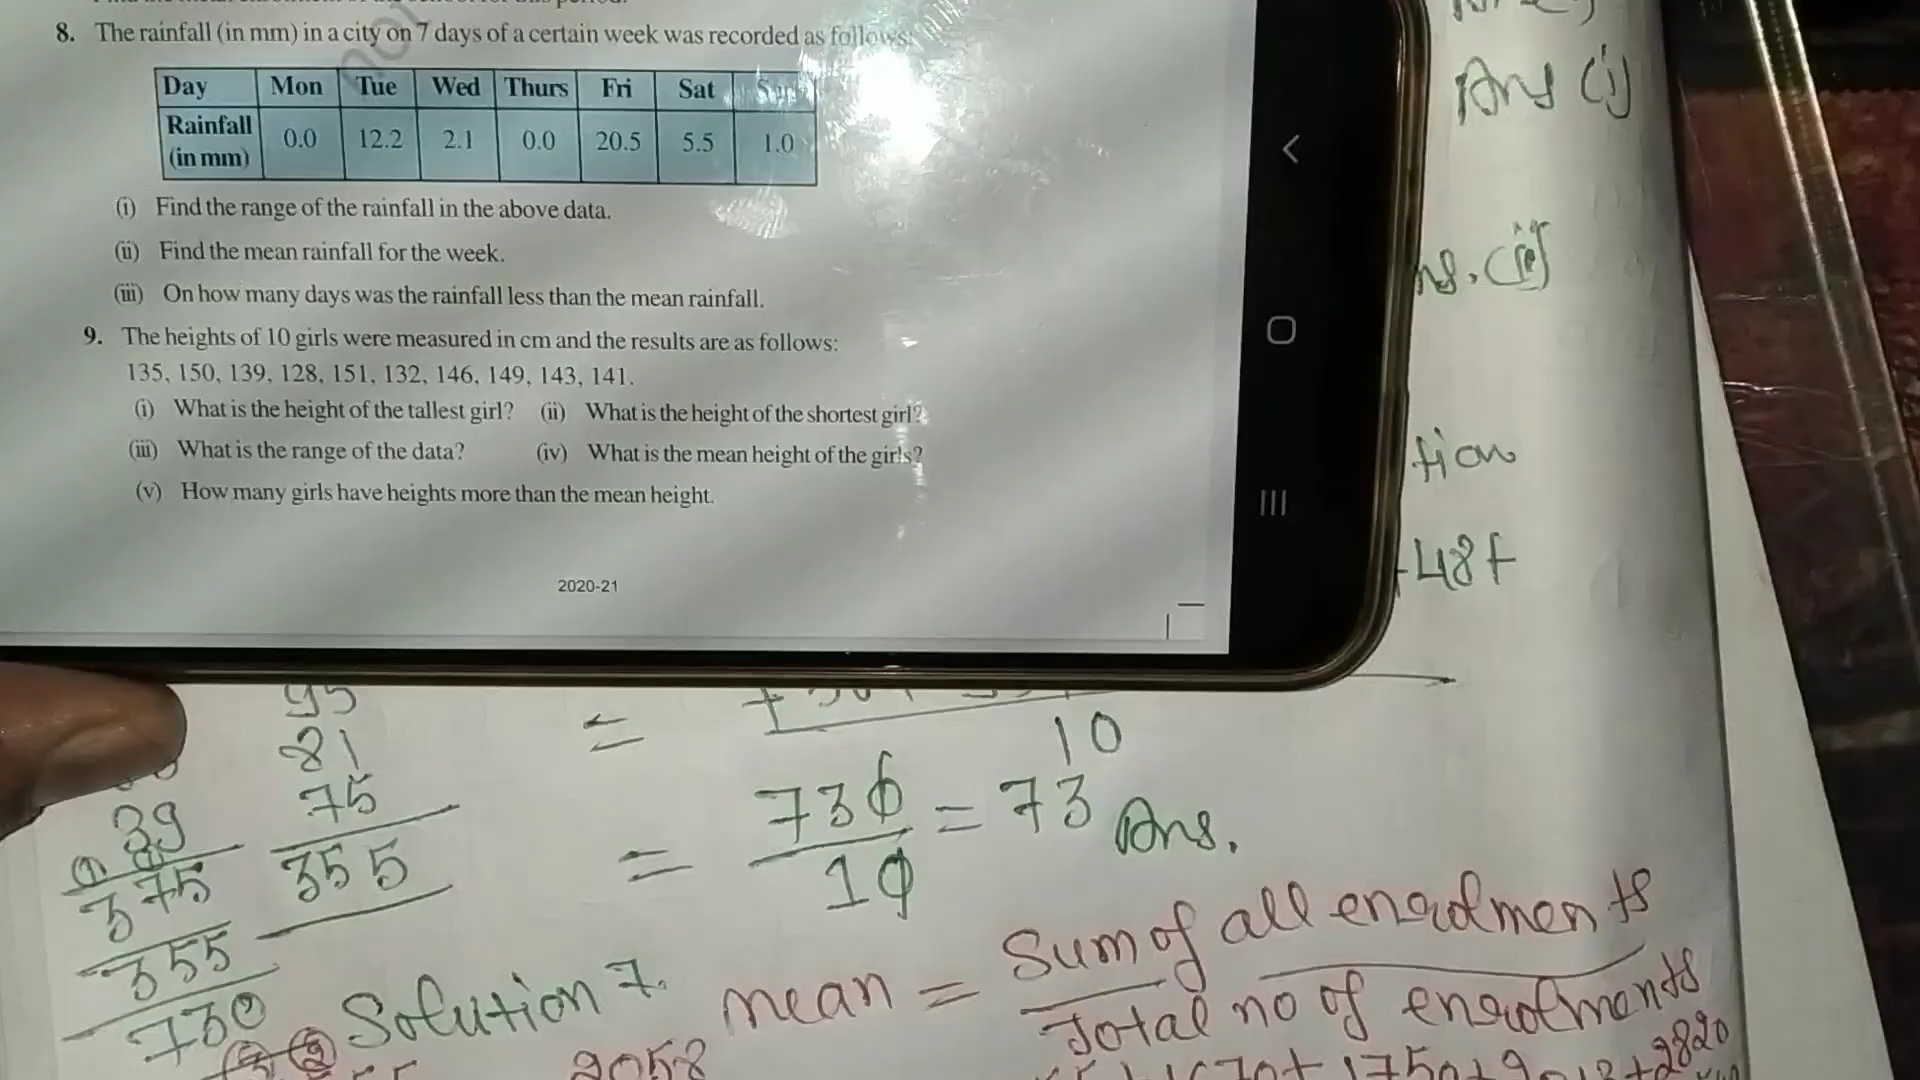 8. The rainfall (in mm) in a city on 7 days of a certain week was recorded as follows:
Day Mon Tue Wed Thurs Fri Sat Sun
Rainfall (in mm) 0.0 12.2 2.1 0.0 20.5 5.5 1.0
(i) Find the range of the rainfall in the above data.
(ii) Find the mean rainfall for the week.
(iii) On how many days was the rainfall less than the mean rainfall.
9. The heights of 10 girls were measured in cm and the results are as follows:
135, 150, 139, 128, 151, 132, 146, 149, 143, 141.
(i) What is the height of the tallest girl? (ii) What is the height of the shortest girl?
(iii) What is the range of the data? (iv) What is the mean height of the girls?
(v) How many girls have heights more than the mean height.
2020-21
Ans (i)
(ii)
tion
48+
95
81
75
355
39
375
355
730
10
= 730/10 = 73 Ans.
Solution 7. mean = Sum of all enrolments
Total no of enrolments
2058
+2820